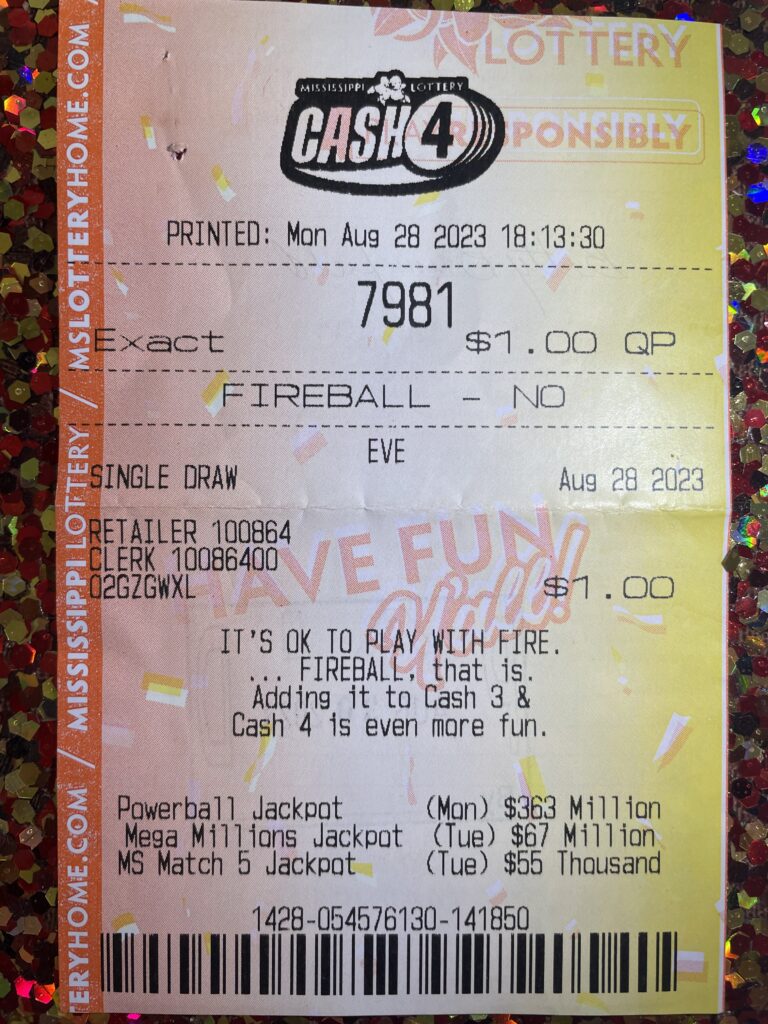 LOTTERY
MISSISSIPPI LOTTERY
CASH 4
RESPONSIBLY
PRINTED: Mon Aug 28 2023 18:13:30
7981
Exact $1.00 QP
FIREBALL - NO
EVE
SINGLE DRAW Aug 28 2023
RETAILER 100864
CLERK 10086400
02GZGWXL $1.00
HAVE FUN
Y'all!
IT'S OK TO PLAY WITH FIRE.
... FIREBALL, that is.
Adding it to Cash 3 &
Cash 4 is even more fun.
Powerball Jackpot (Mon) $363 Million
Mega Millions Jackpot (Tue) $67 Million
MS Match 5 Jackpot (Tue) $55 Thousand
1428-054576130-141850
TERYHOME.COM / MISSISSIPPI LOTTERY / MSLOTTERYHOME.COM /